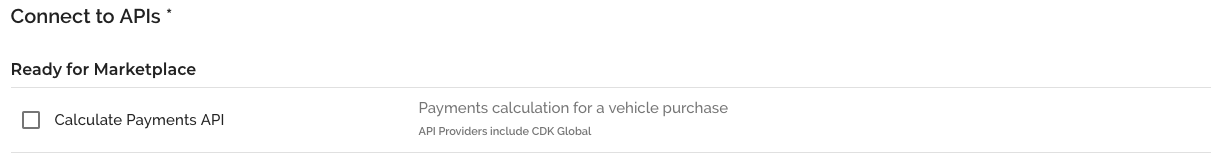 Connect to APIs *
Ready for Marketplace
Calculate Payments API
Payments calculation for a vehicle purchase
API Providers include CDK Global